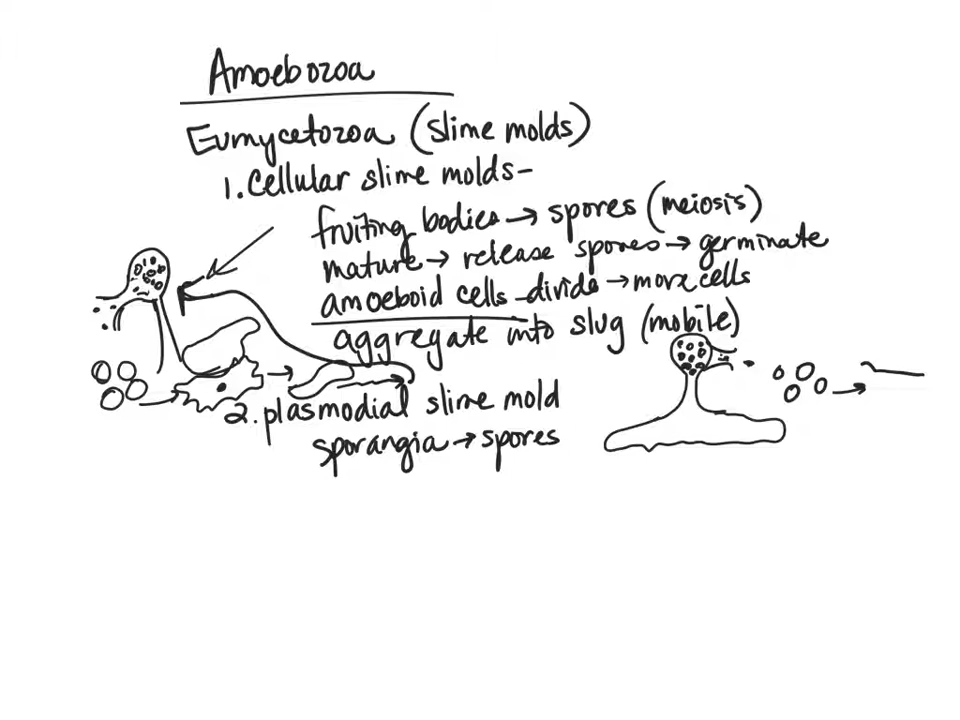 Amoebozoa
Eumycetozoa (slime molds)
1. Cellular slime molds-
fruiting bodies → spores (meiosis)
mature → release spores → germinate
amoeboid cells divide → more cells
aggregate into slug (mobile)
2. plasmodial slime mold
sporangia → spores